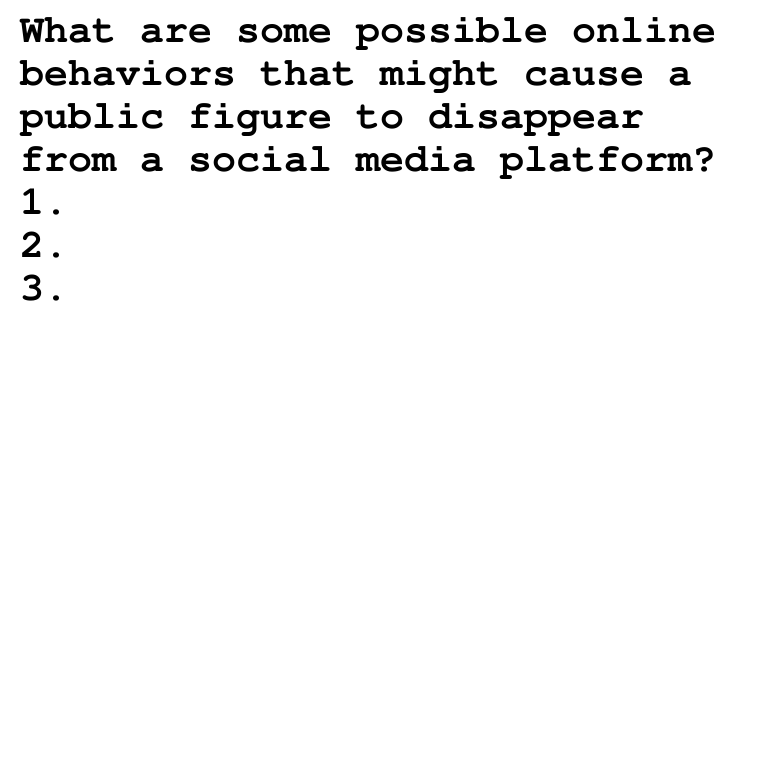 What are some possible online
behaviors that might cause a
public figure to disappear
from a social media platform?
1.
2.
3.